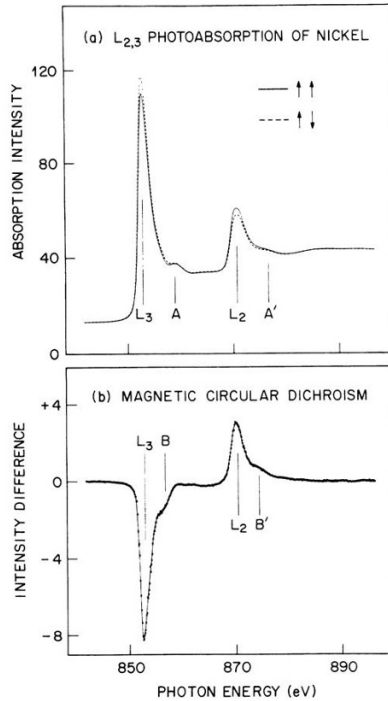 (a) L2,3 PHOTOABSORPTION OF NICKEL
ABSORPTION INTENSITY
120
80
40
0
L3
A
L2
A'
(b) MAGNETIC CIRCULAR DICHROISM
INTENSITY DIFFERENCE
+4
0
-4
-8
L3 B
L2 B'
850
870
890
PHOTON ENERGY (eV)